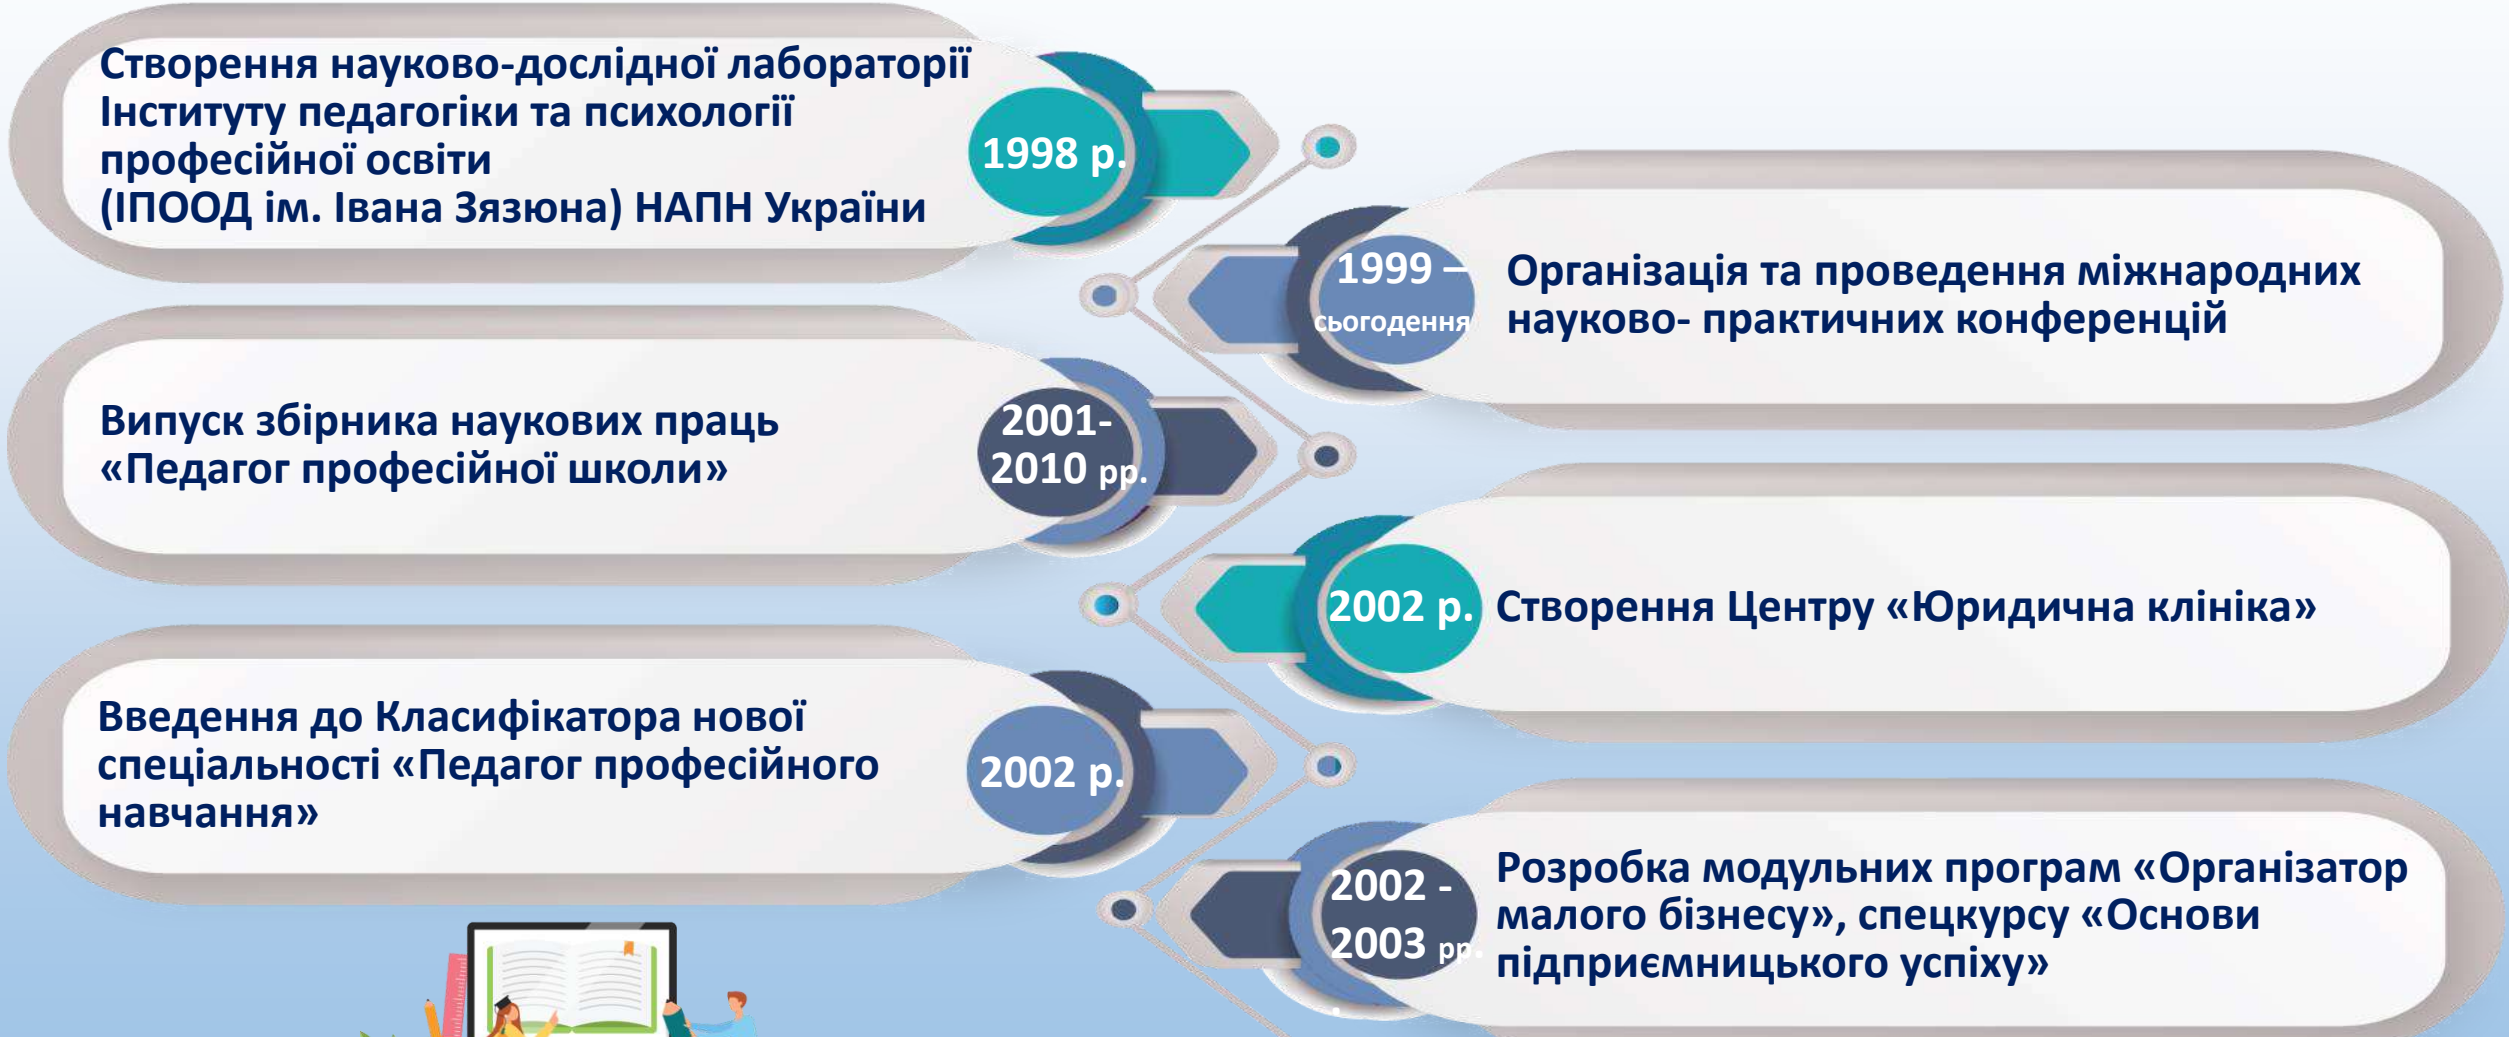 Створення науково-дослідної лабораторії
Інституту педагогіки та психології
професійної освіти
(ІПООД ім. Івана Зязюна) НАПН України
1998 р.
1999 –
сьогодення
Організація та проведення міжнародних
науково- практичних конференцій
Випуск збірника наукових праць
«Педагог професійної школи»
2001-
2010 рр.
2002 р.
Створення Центру «Юридична клініка»
Введення до Класифікатора нової
спеціальності «Педагог професійного
навчання»
2002 р.
2002 -
2003 рр.
.
Розробка модульних програм «Організатор
малого бізнесу», спецкурсу «Основи
підприємницького успіху»